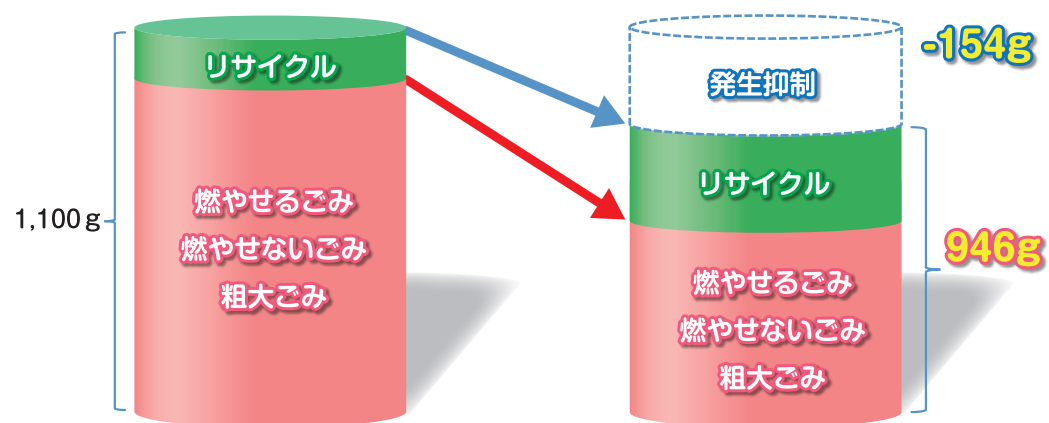 リサイクル
燃やせるごみ
燃やせないごみ
粗大ごみ
1,100g
-154g
発生抑制
リサイクル
946g
燃やせるごみ
燃やせないごみ
粗大ごみ